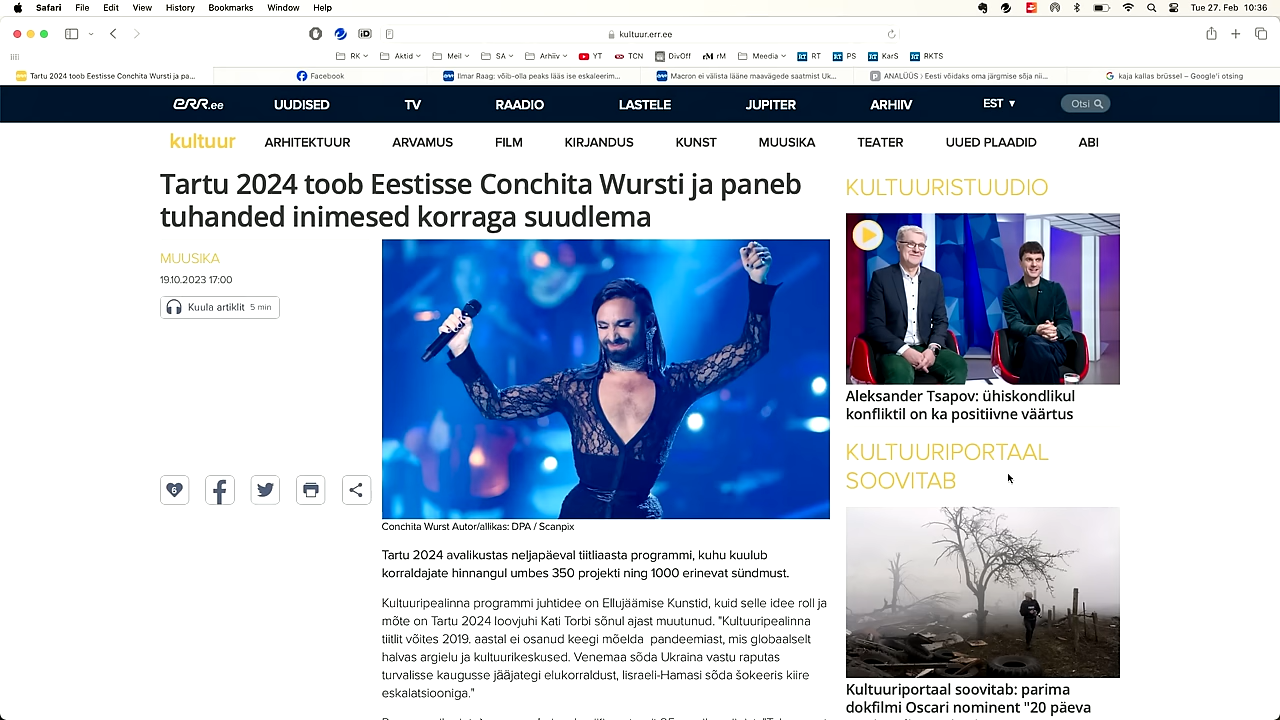 Safari File Edit View History Bookmarks Window Help Tue 27. Feb 10:36
kultuur.err.ee
RK Aktid Meil SA Arhiiv YT TCN DivOff rM Meedia RT PS KarS RKTS
Tartu 2024 toob Eestisse Conchita Wursti ja pa... Facebook Ilmar Raag: võib-olla peaks lääs ise eskaleerim... Macron ei välista lääne maavägede saatmist Uk... ANALÜÜS ⟩ Eesti võidaks oma järgmise sõja nii... kaja kallas brüssel – Google'i otsing
err.ee UUDISED TV RAADIO LASTELE JUPITER ARHIIV EST ▼ Otsi
kultuur ARHITEKTUUR ARVAMUS FILM KIRJANDUS KUNST MUUSIKA TEATER UUED PLAADID ABI
Tartu 2024 toob Eestisse Conchita Wursti ja paneb
tuhanded inimesed korraga suudlema
MUUSIKA
19.10.2023 17:00
Kuula artiklit 5 min
6
Conchita Wurst Autor/allikas: DPA / Scanpix
Tartu 2024 avalikustas neljapäeval tiitliaasta programmi, kuhu kuulub
korraldajate hinnangul umbes 350 projekti ning 1000 erinevat sündmust.
Kultuuripealinna programmi juhtidee on Ellujäämise Kunstid, kuid selle idee roll ja
mõte on Tartu 2024 loovjuhi Kati Torbi sõnul ajast muutunud. "Kultuuripealinna
tiitlit võites 2019. aastal ei osanud keegi mõelda pandeemiast, mis globaalselt
halvas argielu ja kultuurikeskused. Venemaa sõda Ukraina vastu raputas
turvalisse kaugusse jääjategi elukorraldust, Iisraeli-Hamasi sõda šokeeris kiire
eskalatsiooniga."
KULTUURISTUUDIO
Aleksander Tsapov: ühiskondlikul
konfliktil on ka positiivne väärtus
KULTUURIPORTAAL
SOOVITAB
Kultuuriportaal soovitab: parima
dokfilmi Oscari nominent "20 päeva